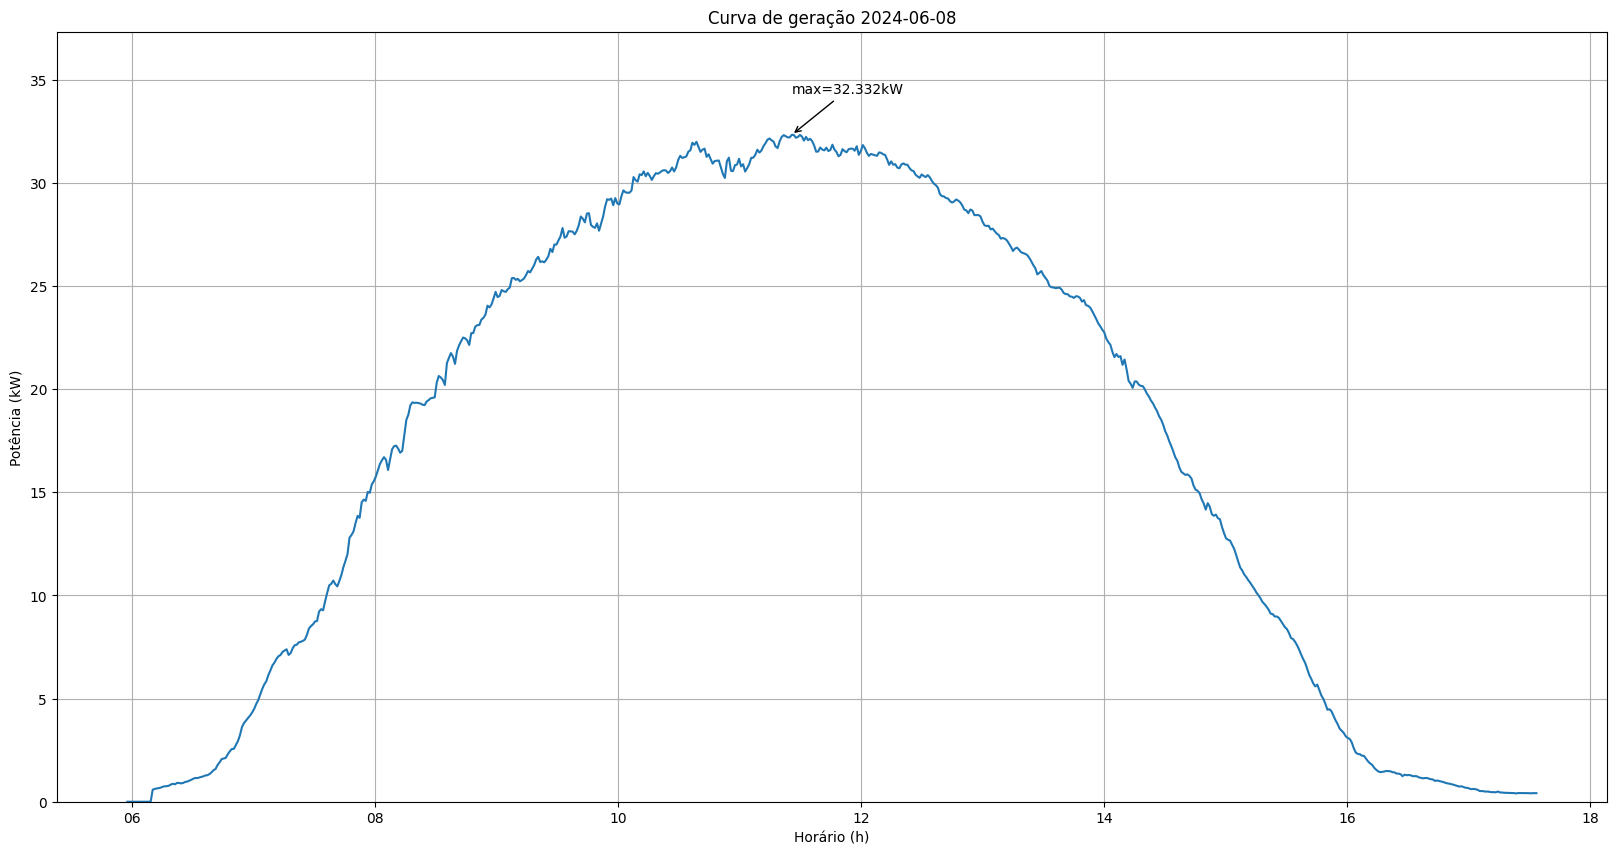 Curva de geração 2024-06-08
max=32.332kW
Potência (kW)
35
30
25
20
15
10
5
0
06 08 10 12 14 16 18
Horário (h)